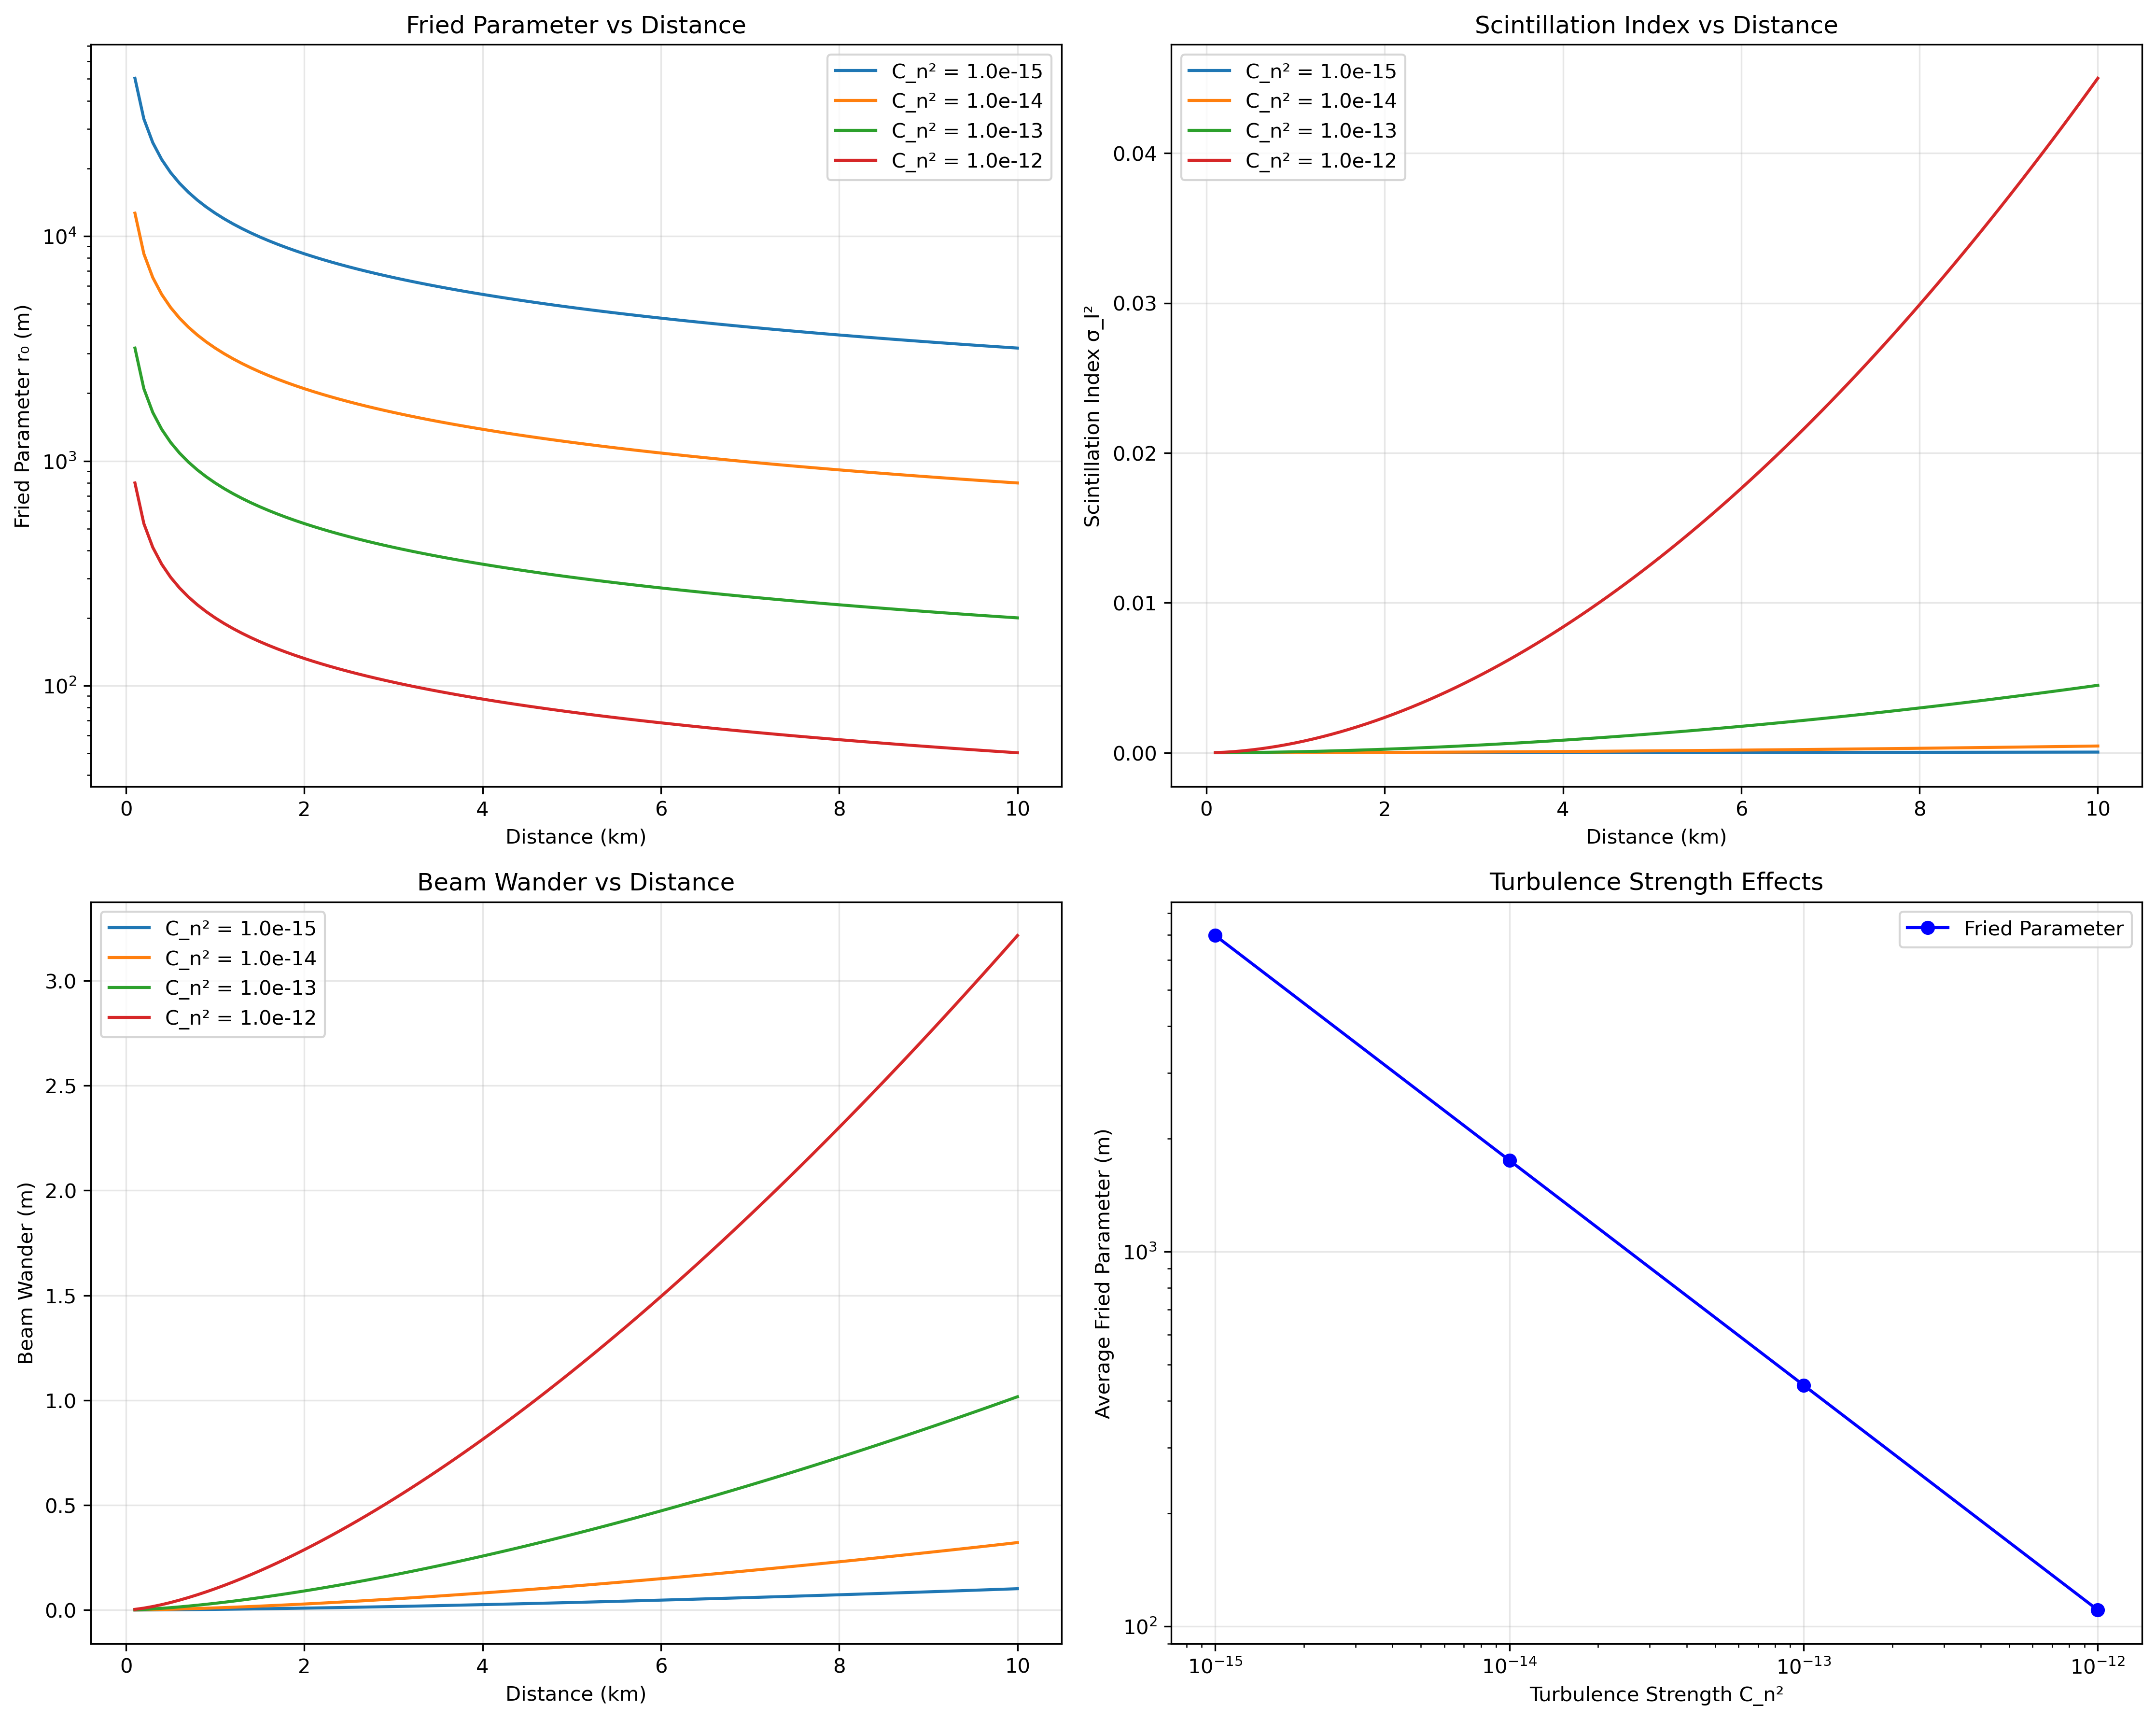 Fried Parameter vs Distance
Fried Parameter r₀ (m)
10⁴
10³
10²
C_n² = 1.0e-15
C_n² = 1.0e-14
C_n² = 1.0e-13
C_n² = 1.0e-12
0 2 4 6 8 10
Distance (km)
Scintillation Index vs Distance
Scintillation Index σ_I²
0.04
0.03
0.02
0.01
0.00
C_n² = 1.0e-15
C_n² = 1.0e-14
C_n² = 1.0e-13
C_n² = 1.0e-12
0 2 4 6 8 10
Distance (km)
Beam Wander vs Distance
Beam Wander (m)
3.0
2.5
2.0
1.5
1.0
0.5
0.0
C_n² = 1.0e-15
C_n² = 1.0e-14
C_n² = 1.0e-13
C_n² = 1.0e-12
0 2 4 6 8 10
Distance (km)
Turbulence Strength Effects
Average Fried Parameter (m)
10³
10²
Fried Parameter
10⁻¹⁵ 10⁻¹⁴ 10⁻¹³ 10⁻¹²
Turbulence Strength C_n²